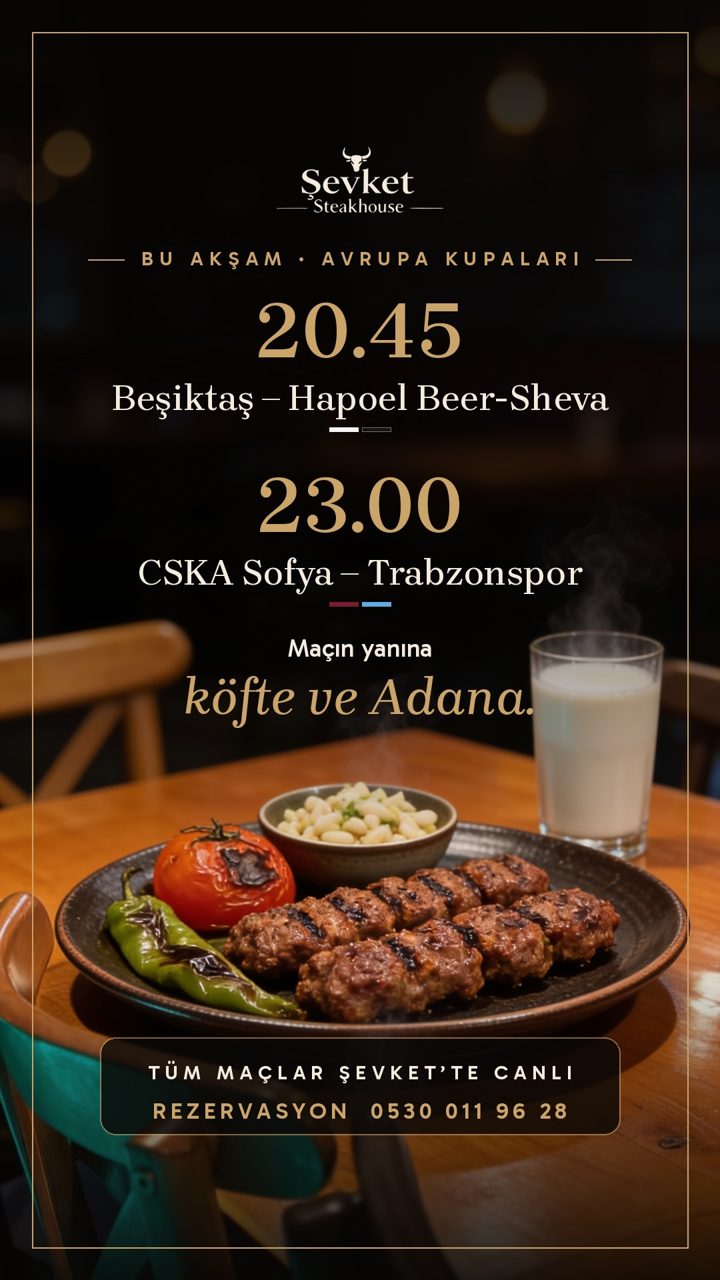 Şevket
Steakhouse
BU AKŞAM · AVRUPA KUPALARI
20.45
Beşiktaş – Hapoel Beer-Sheva
23.00
CSKA Sofya – Trabzonspor
Maçın yanına
köfte ve Adana.
TÜM MAÇLAR ŞEVKET’TE CANLI
REZERVASYON 0530 011 96 28